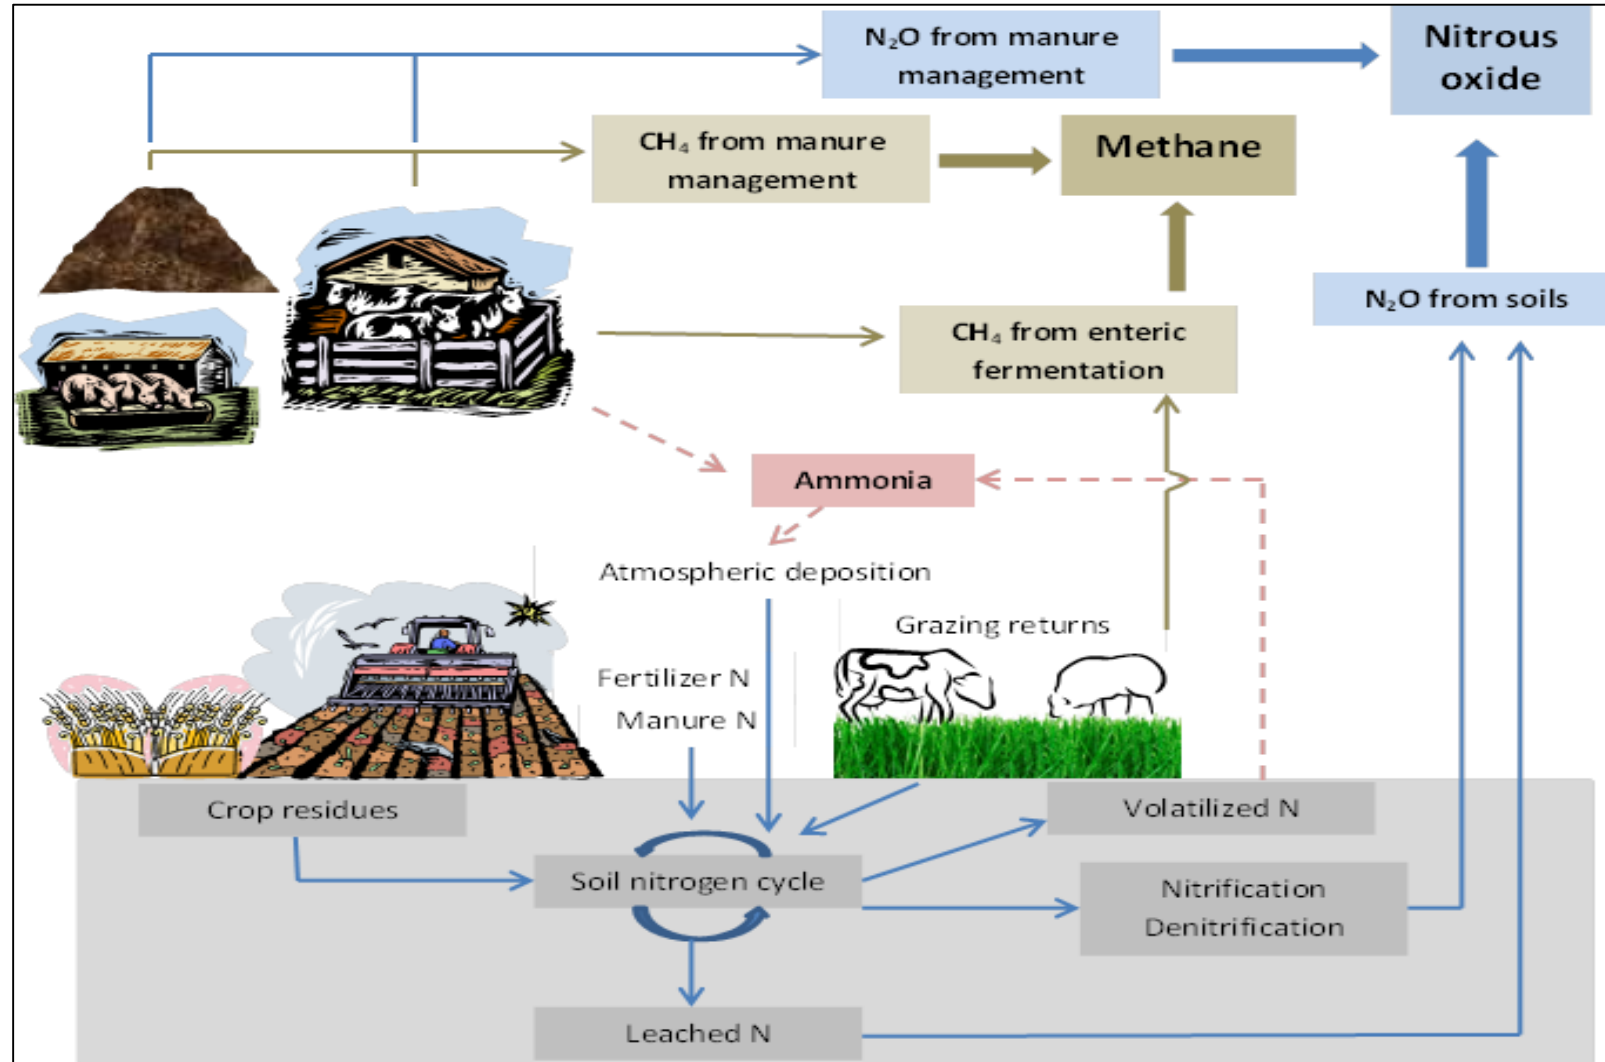 N₂O from manure
management
Nitrous
oxide
CH₄ from manure
management
Methane
N₂O from soils
CH₄ from enteric
fermentation
Ammonia
Atmospheric deposition
Grazing returns
Fertilizer N
Manure N
Crop residues
Volatilized N
Soil nitrogen cycle
Nitrification
Denitrification
Leached N